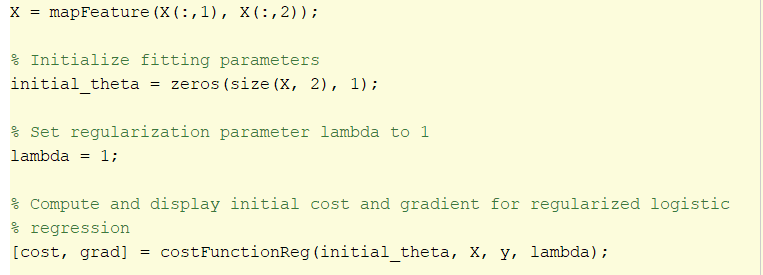 X = mapFeature(X(:,1), X(:,2));
% Initialize fitting parameters
initial_theta = zeros(size(X, 2), 1);
% Set regularization parameter lambda to 1
lambda = 1;
% Compute and display initial cost and gradient for regularized logistic
% regression
[cost, grad] = costFunctionReg(initial_theta, X, y, lambda);